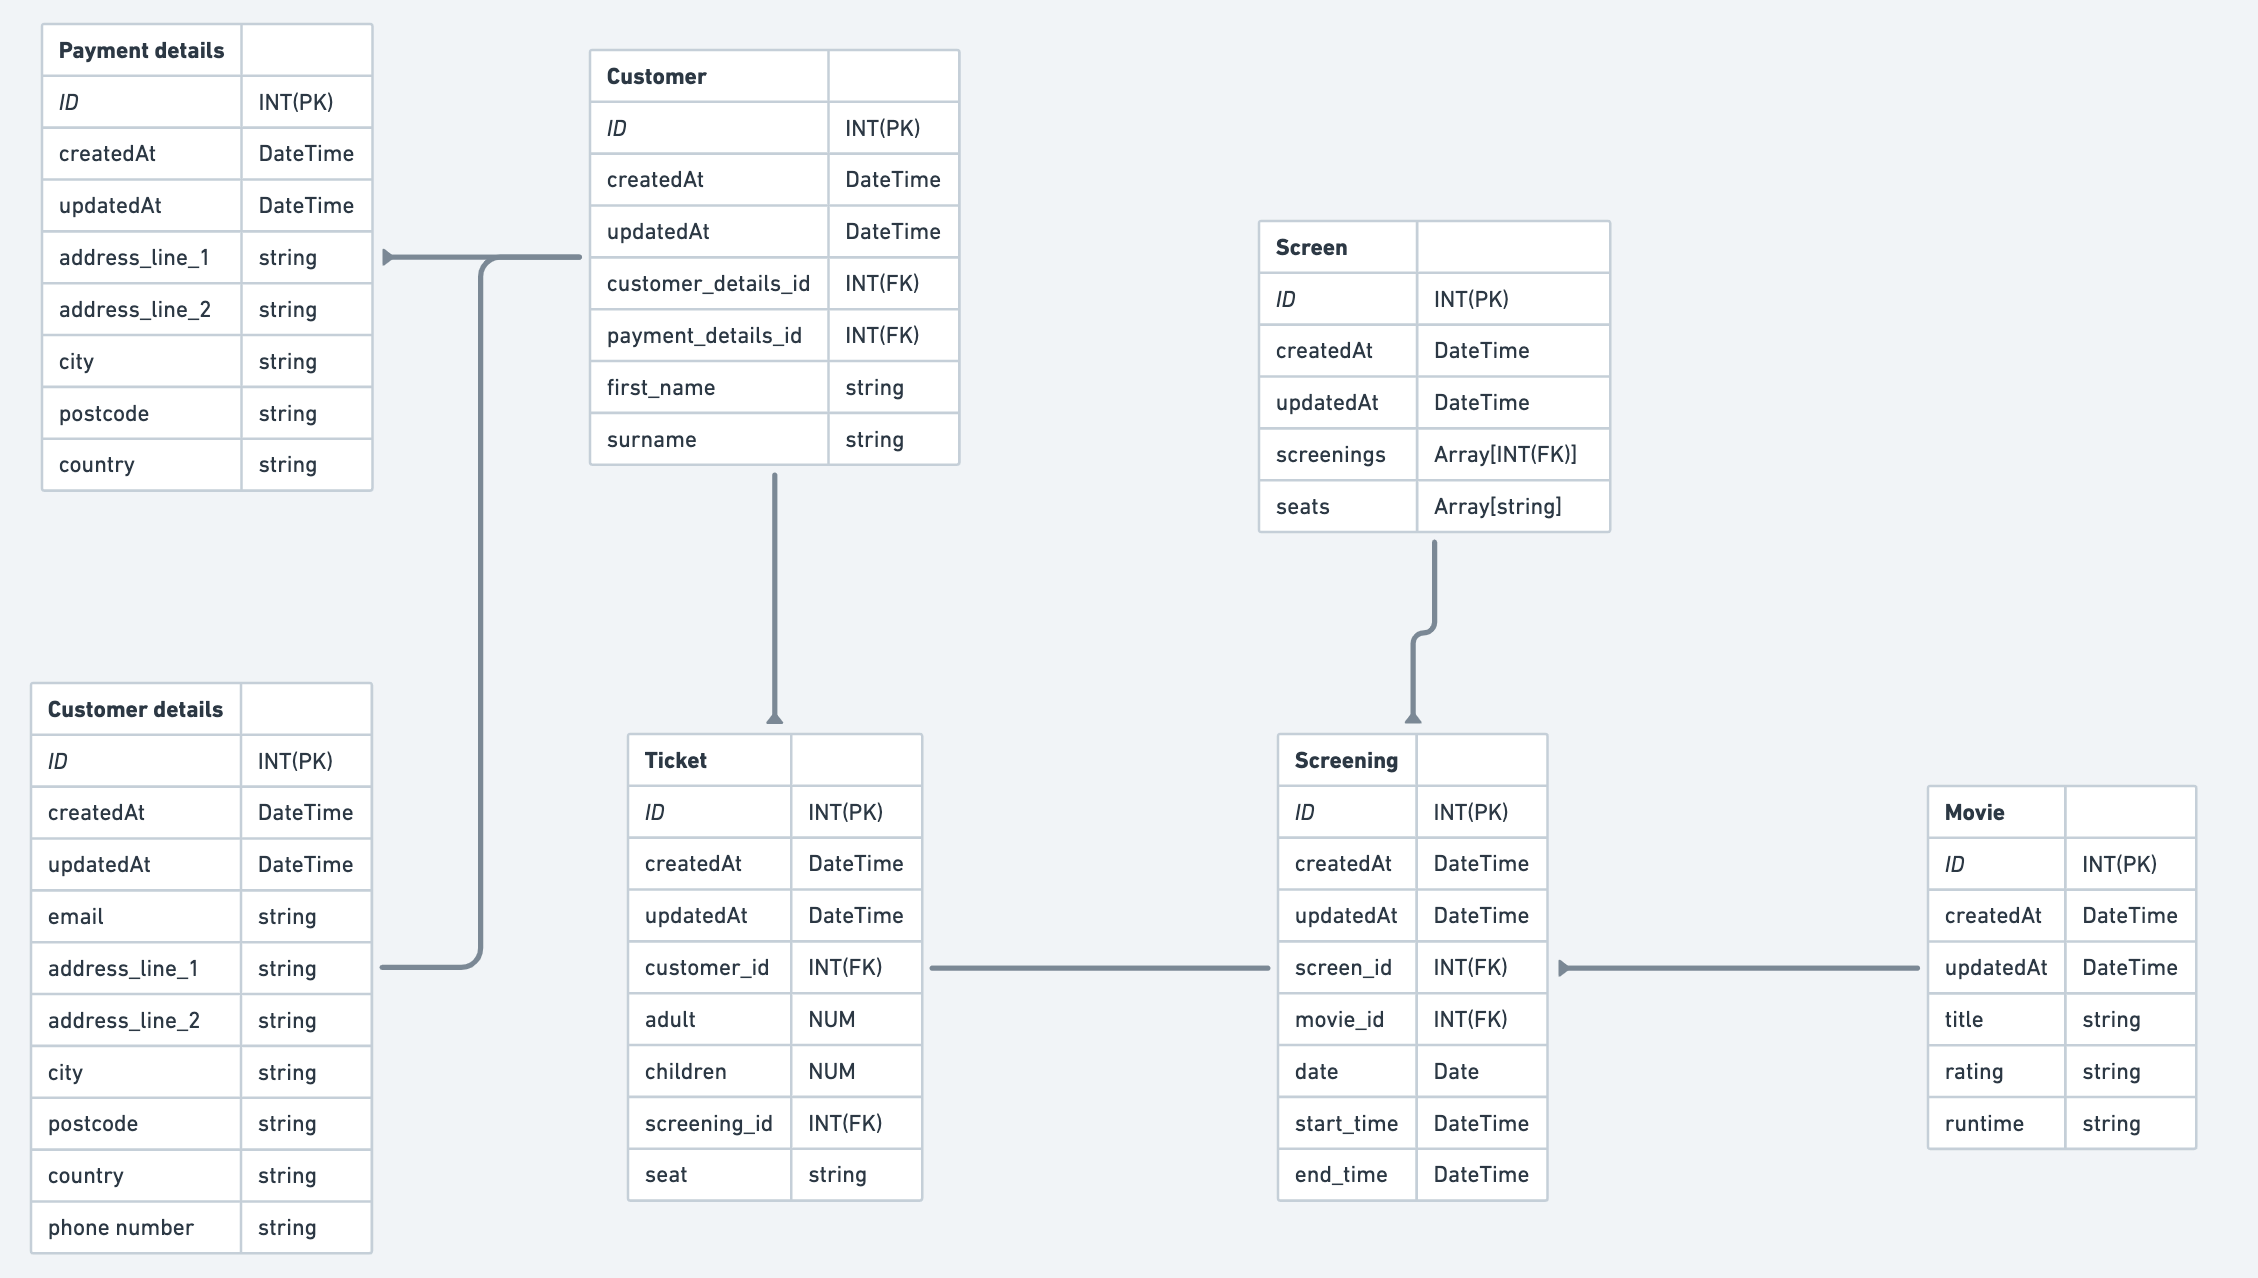 Payment details
ID INT(PK)
createdAt DateTime
updatedAt DateTime
address_line_1 string
address_line_2 string
city string
postcode string
country string
Customer
ID INT(PK)
createdAt DateTime
updatedAt DateTime
customer_details_id INT(FK)
payment_details_id INT(FK)
first_name string
surname string
Screen
ID INT(PK)
createdAt DateTime
updatedAt DateTime
screenings Array[INT(FK)]
seats Array[string]
Customer details
ID INT(PK)
createdAt DateTime
updatedAt DateTime
email string
address_line_1 string
address_line_2 string
city string
postcode string
country string
phone number string
Ticket
ID INT(PK)
createdAt DateTime
updatedAt DateTime
customer_id INT(FK)
adult NUM
children NUM
screening_id INT(FK)
seat string
Screening
ID INT(PK)
createdAt DateTime
updatedAt DateTime
screen_id INT(FK)
movie_id INT(FK)
date Date
start_time DateTime
end_time DateTime
Movie
ID INT(PK)
createdAt DateTime
updatedAt DateTime
title string
rating string
runtime string